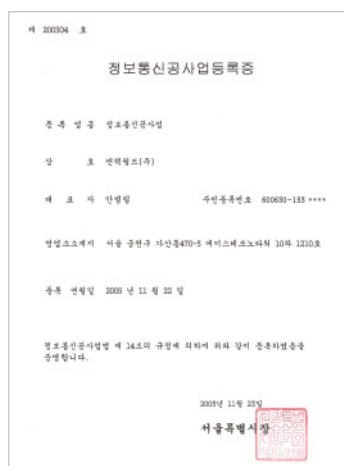 제 200304 호
정보통신공사업등록증
등 록 업 종 정보통신공사업
상 호 엔텍월드(주)
대 표 자 안병림 주민등록번호 600630-153 ****
영업소소재지 서울 금천구 가산동470-5 에이스테크노타워 10차 1210호
등록 연월일 2005 년 11 월 22 일
정보통신공사업법 제 14조의 규정에 의하여 위와 같이 등록하였음을
증명합니다.
2005년 11월 23일
서울특별시장